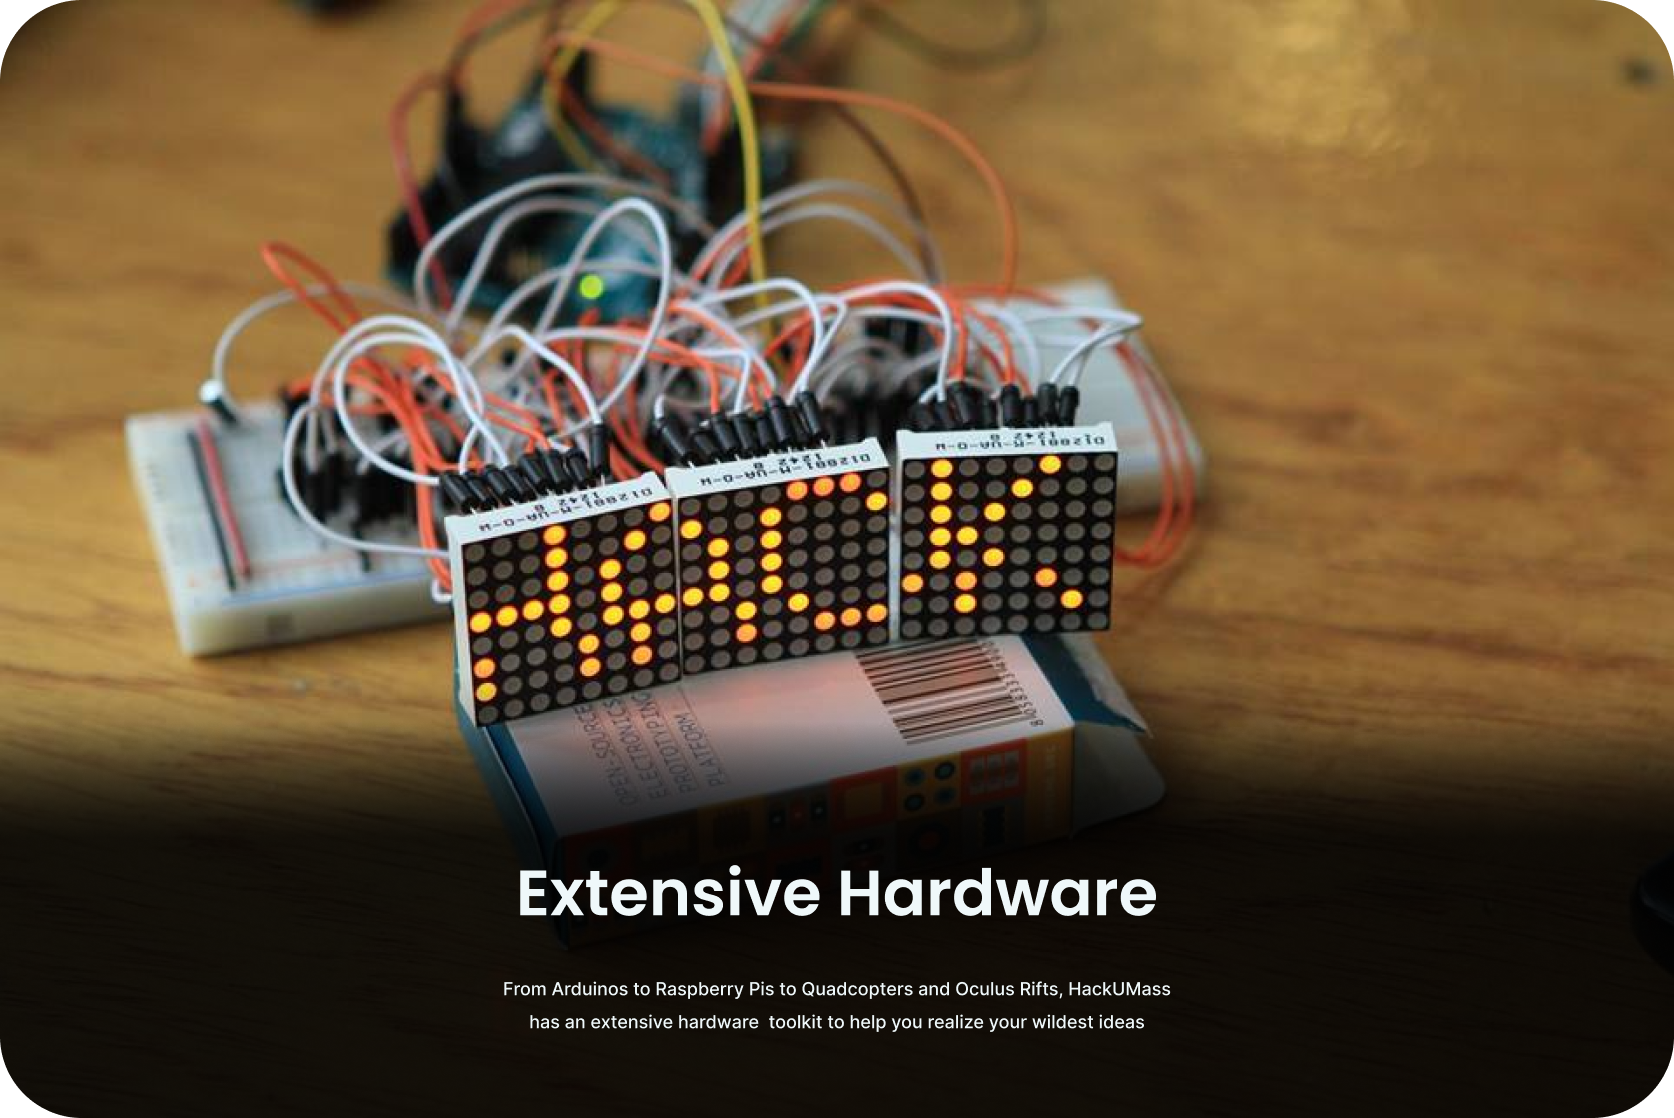 HACK
OPEN-SOURCE
ELECTRONICS
PROTOTYPING
PLATFORM
Extensive Hardware
From Arduinos to Raspberry Pis to Quadcopters and Oculus Rifts, HackUMass
has an extensive hardware  toolkit to help you realize your wildest ideas